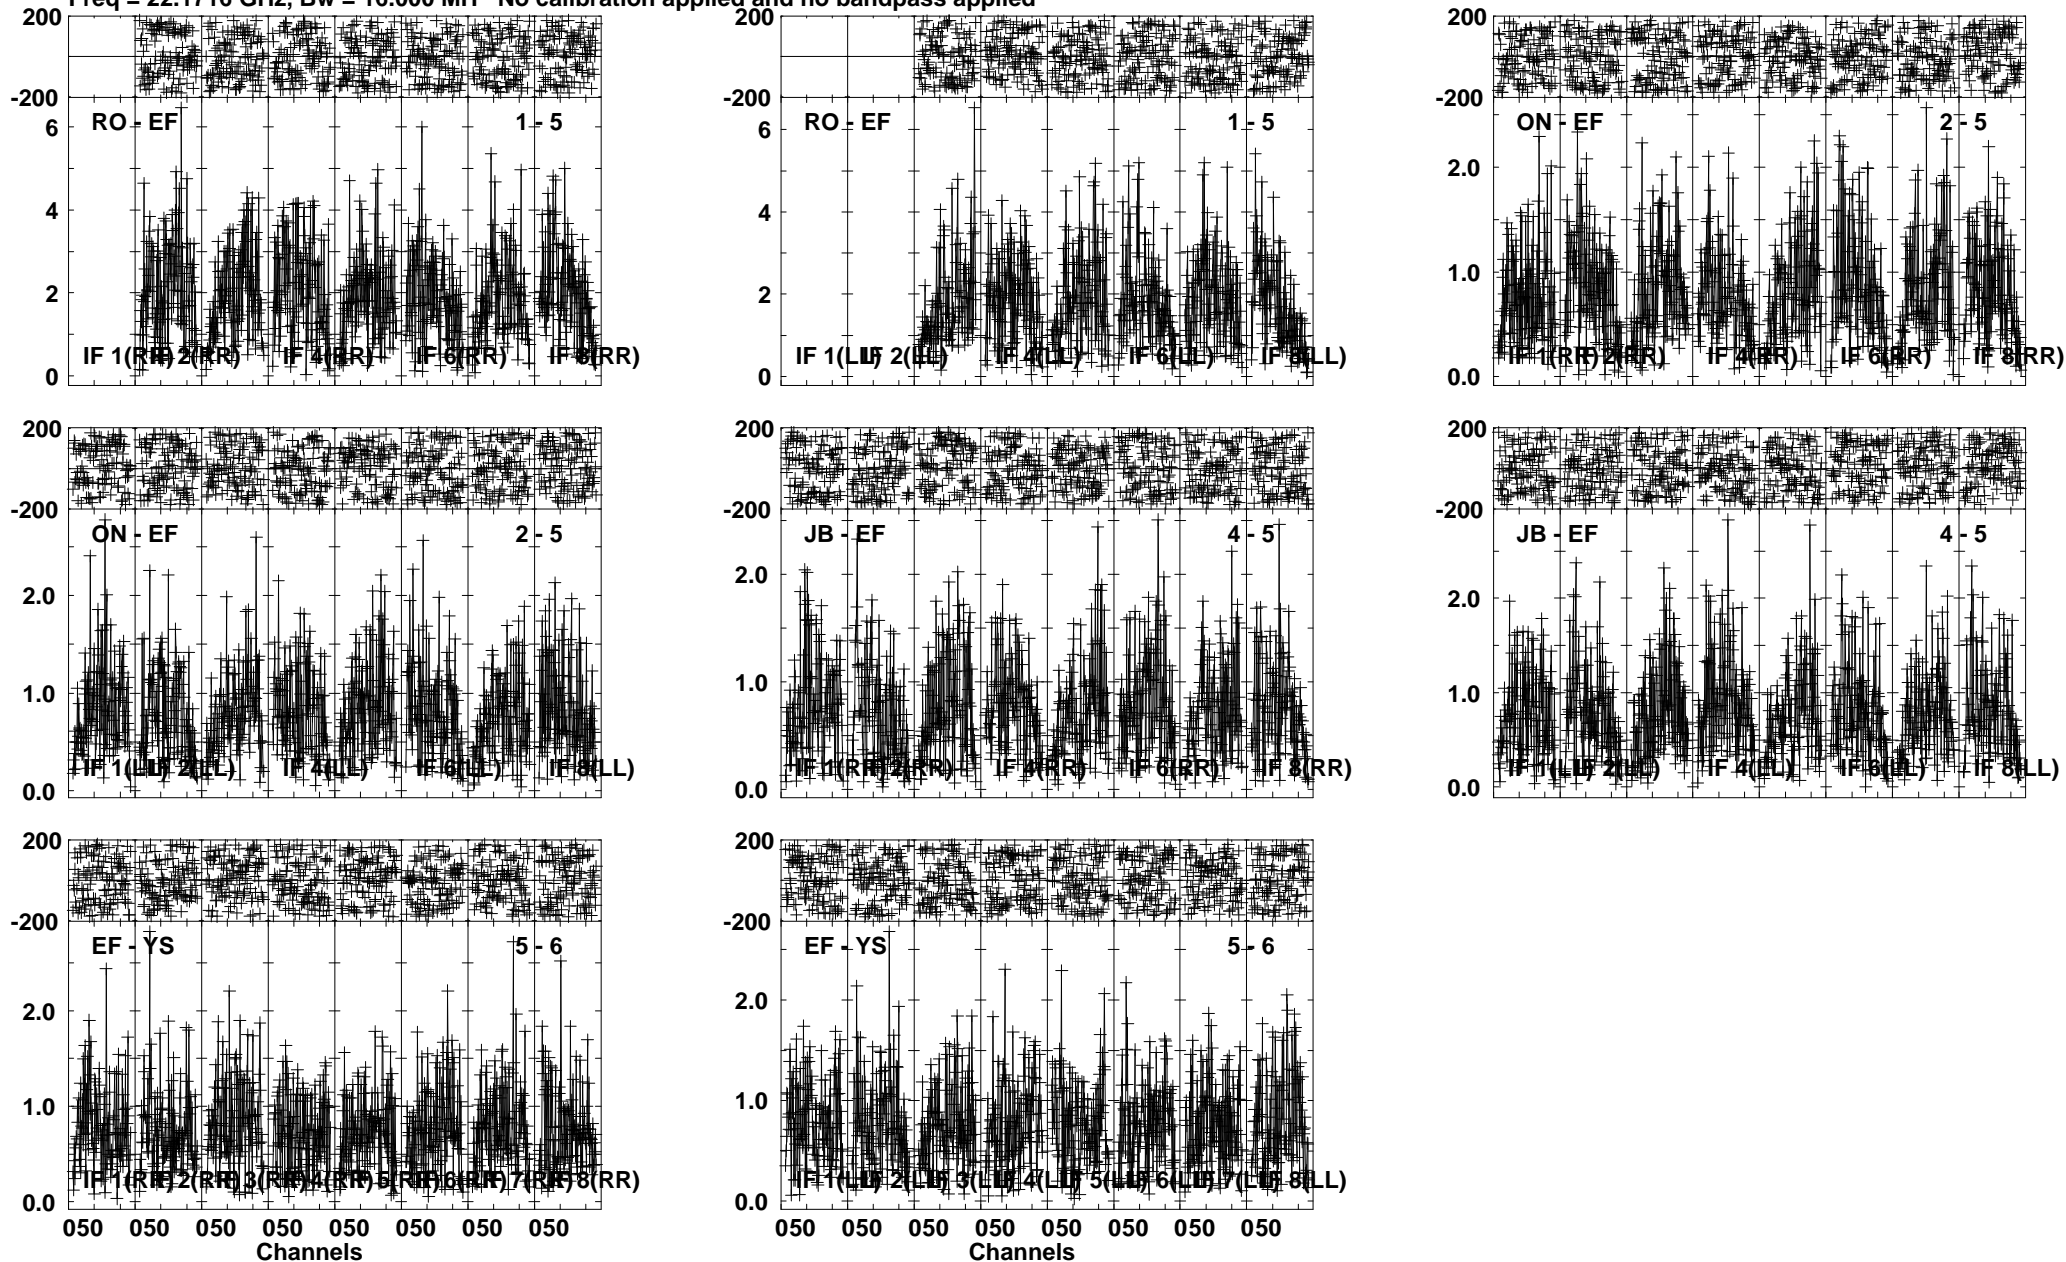 Freq = 22.1716 GHz, Bw = 16.000 MH No calibration applied and no bandpass applied
200
-200
RO - EF 1 - 5
6
4
2
0
IF 1(RR) IF 2(RR) IF 4(RR) IF 6(RR) IF 8(RR)
200
-200
RO - EF 1 - 5
6
4
2
0
IF 1(LL) IF 2(LL) IF 4(LL) IF 6(LL) IF 8(LL)
200
-200
ON - EF 2 - 5
2.0
1.0
0.0
IF 1(RR) IF 2(RR) IF 4(RR) IF 6(RR) IF 8(RR)
200
-200
ON - EF 2 - 5
2.0
1.0
0.0
IF 1(LL) IF 2(LL) IF 4(LL) IF 6(LL) IF 8(LL)
200
-200
JB - EF 4 - 5
2.0
1.0
0.0
IF 1(RR) IF 2(RR) IF 4(RR) IF 6(RR) IF 8(RR)
200
-200
JB - EF 4 - 5
2.0
1.0
0.0
IF 1(LL) IF 2(LL) IF 4(LL) IF 6(LL) IF 8(LL)
200
-200
EF - YS 5 - 6
2.0
1.0
0.0
IF 1(RR) IF 2(RR) IF 3(RR) IF 4(RR) IF 5(RR) IF 6(RR) IF 7(RR) IF 8(RR)
050 050 050 050 050 050 050 050
Channels
200
-200
EF - YS 5 - 6
2.0
1.0
0.0
IF 1(LL) IF 2(LL) IF 3(LL) IF 4(LL) IF 5(LL) IF 6(LL) IF 7(LL) IF 8(LL)
050 050 050 050 050 050 050 050
Channels